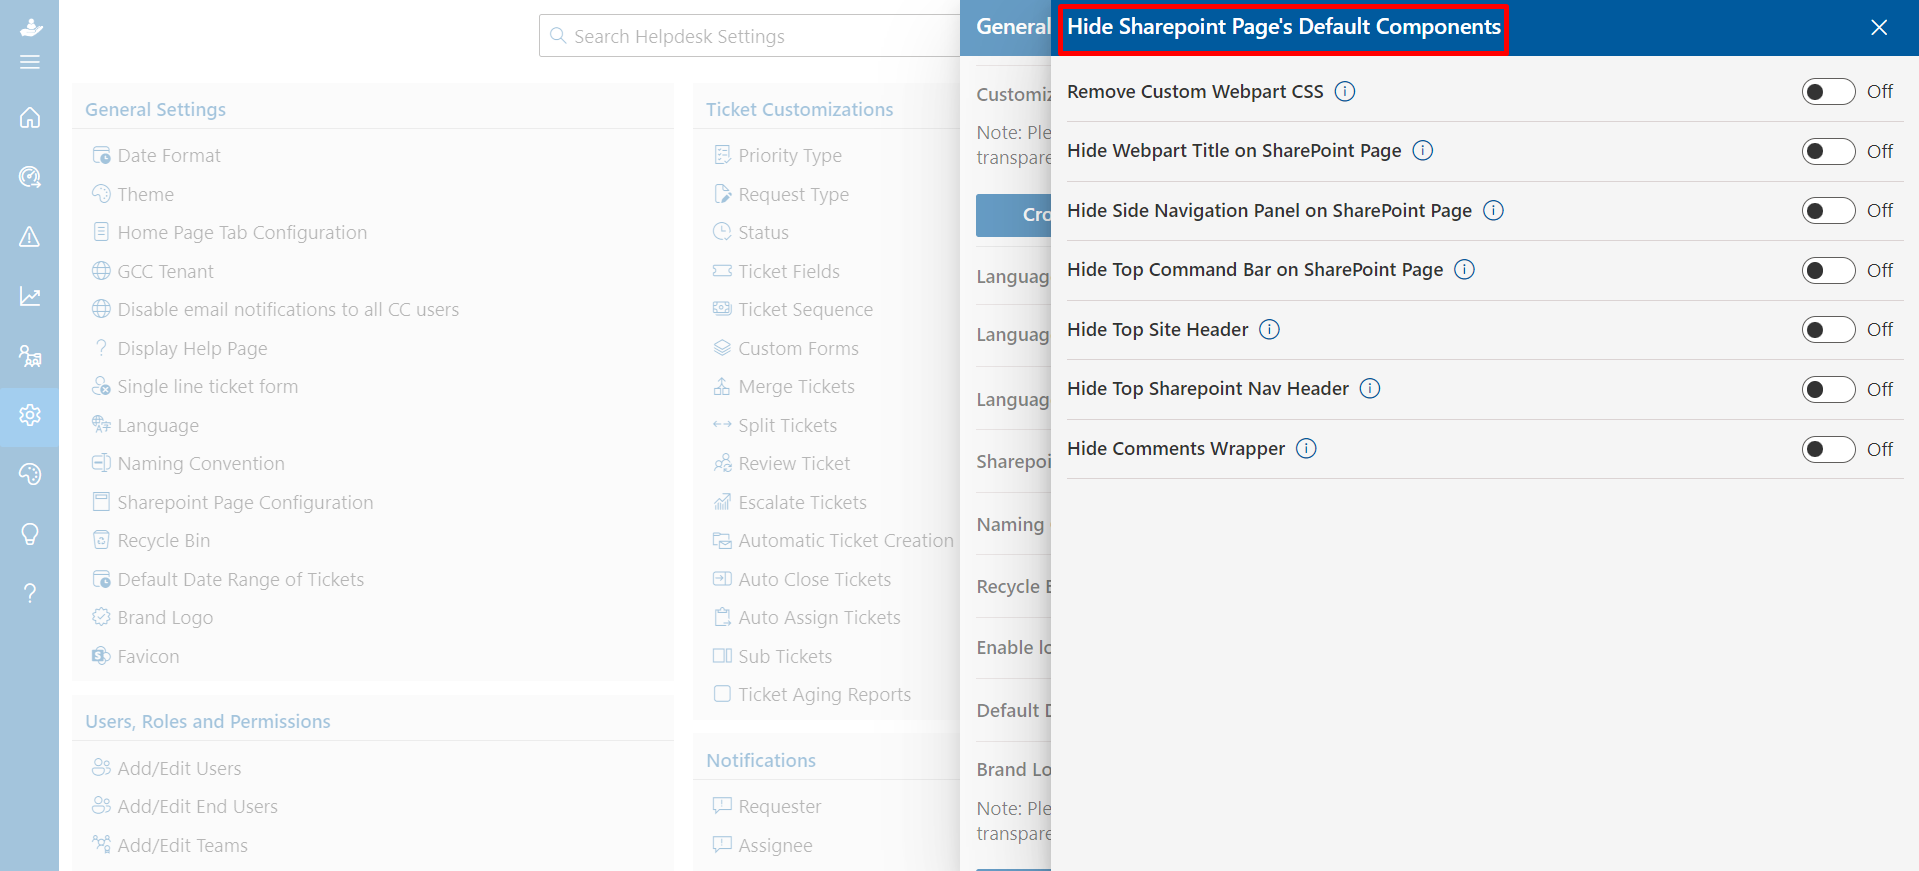 Search Helpdesk Settings
General Settings
Date Format
Theme
Home Page Tab Configuration
GCC Tenant
Disable email notifications to all CC users
Display Help Page
Single line ticket form
Language
Naming Convention
Sharepoint Page Configuration
Recycle Bin
Default Date Range of Tickets
Brand Logo
Favicon
Users, Roles and Permissions
Add/Edit Users
Add/Edit End Users
Add/Edit Teams
Ticket Customizations
Priority Type
Request Type
Status
Ticket Fields
Ticket Sequence
Custom Forms
Merge Tickets
Split Tickets
Review Ticket
Escalate Tickets
Automatic Ticket Creation
Auto Close Tickets
Auto Assign Tickets
Sub Tickets
Ticket Aging Reports
Notifications
Requester
Assignee
General
Customiz
Note: Ple
transpare
Cro
Languag
Languag
Languag
Sharepoi
Naming
Recycle B
Enable lo
Default D
Brand Lo
Note: Ple
transpare
Hide Sharepoint Page's Default Components
Remove Custom Webpart CSS Off
Hide Webpart Title on SharePoint Page Off
Hide Side Navigation Panel on SharePoint Page Off
Hide Top Command Bar on SharePoint Page Off
Hide Top Site Header Off
Hide Top Sharepoint Nav Header Off
Hide Comments Wrapper Off